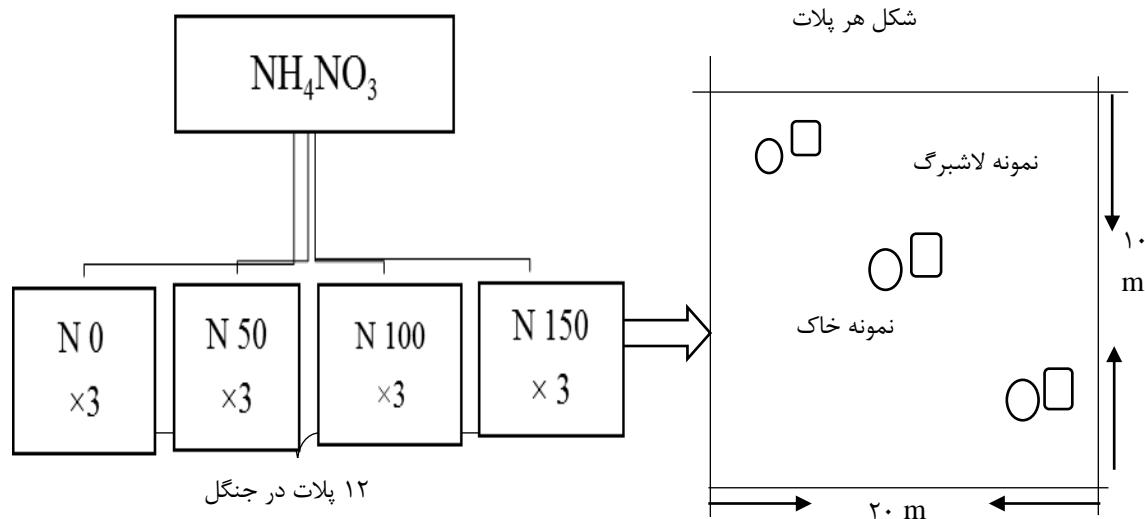 NH₄NO₃
N 0
×3
N 50
×3
N 100
×3
N 150
× 3
۱۲ پلات در جنگل
شکل هر پلات
نمونه لاشبرگ
نمونه خاک
۱۰
m
۲۰ m